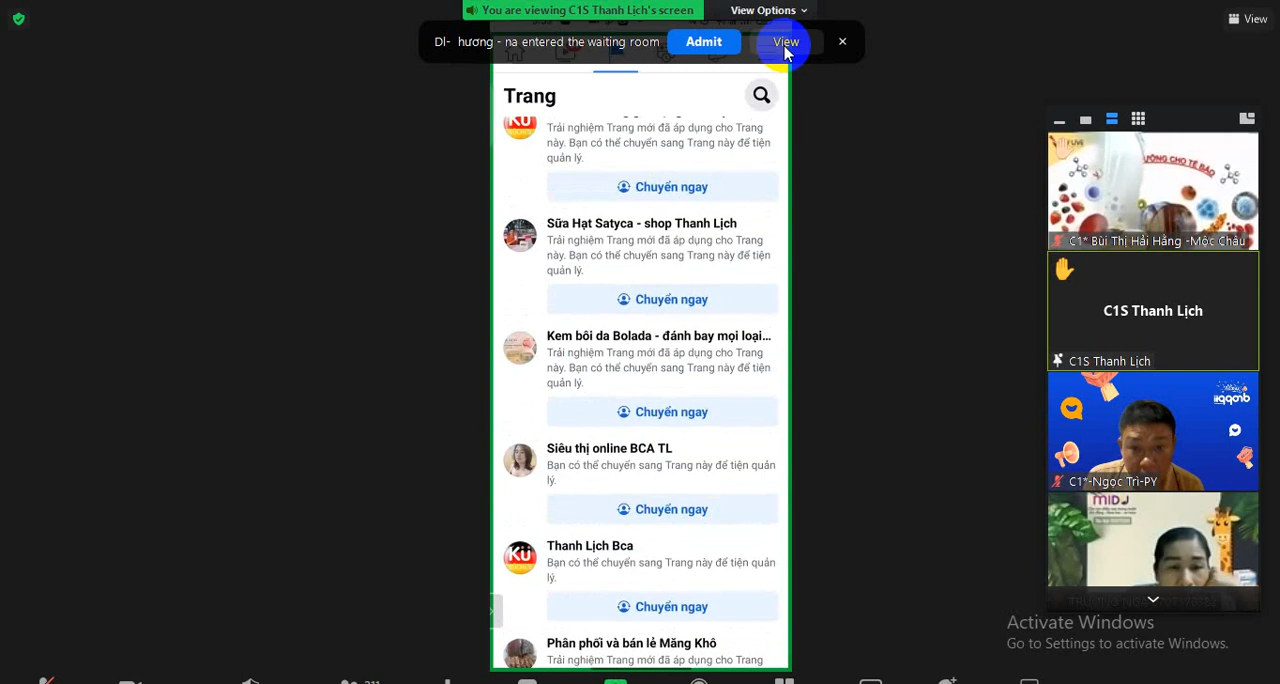 You are viewing C1S Thanh Lịch's screen
View Options
View
DI- hương - na entered the waiting room
Admit
View
Trang
Trải nghiệm Trang mới đã áp dụng cho Trang
này. Bạn có thể chuyển sang Trang này để tiện
quản lý.
Chuyển ngay
Sữa Hạt Satyca - shop Thanh Lịch
Trải nghiệm Trang mới đã áp dụng cho Trang
này. Bạn có thể chuyển sang Trang này để tiện
quản lý.
Chuyển ngay
Kem bôi da Bolada - đánh bay mọi loại...
Trải nghiệm Trang mới đã áp dụng cho Trang
này. Bạn có thể chuyển sang Trang này để tiện
quản lý.
Chuyển ngay
Siêu thị online BCA TL
Bạn có thể chuyển sang Trang này để tiện quản
lý.
Chuyển ngay
KU
Thanh Lịch Bca
Bạn có thể chuyển sang Trang này để tiện quản
lý.
Chuyển ngay
Phân phối và bán lẻ Măng Khô
Trải nghiệm Trang mới đã áp dụng cho Trang
CHO TẾ BÀO
C1* Bùi Thị Hải Hằng -Mộc Châu
C1S Thanh Lịch
C1S Thanh Lịch
C1*-Ngọc Trì-PY
MIDU
Activate Windows
Go to Settings to activate Windows.
311